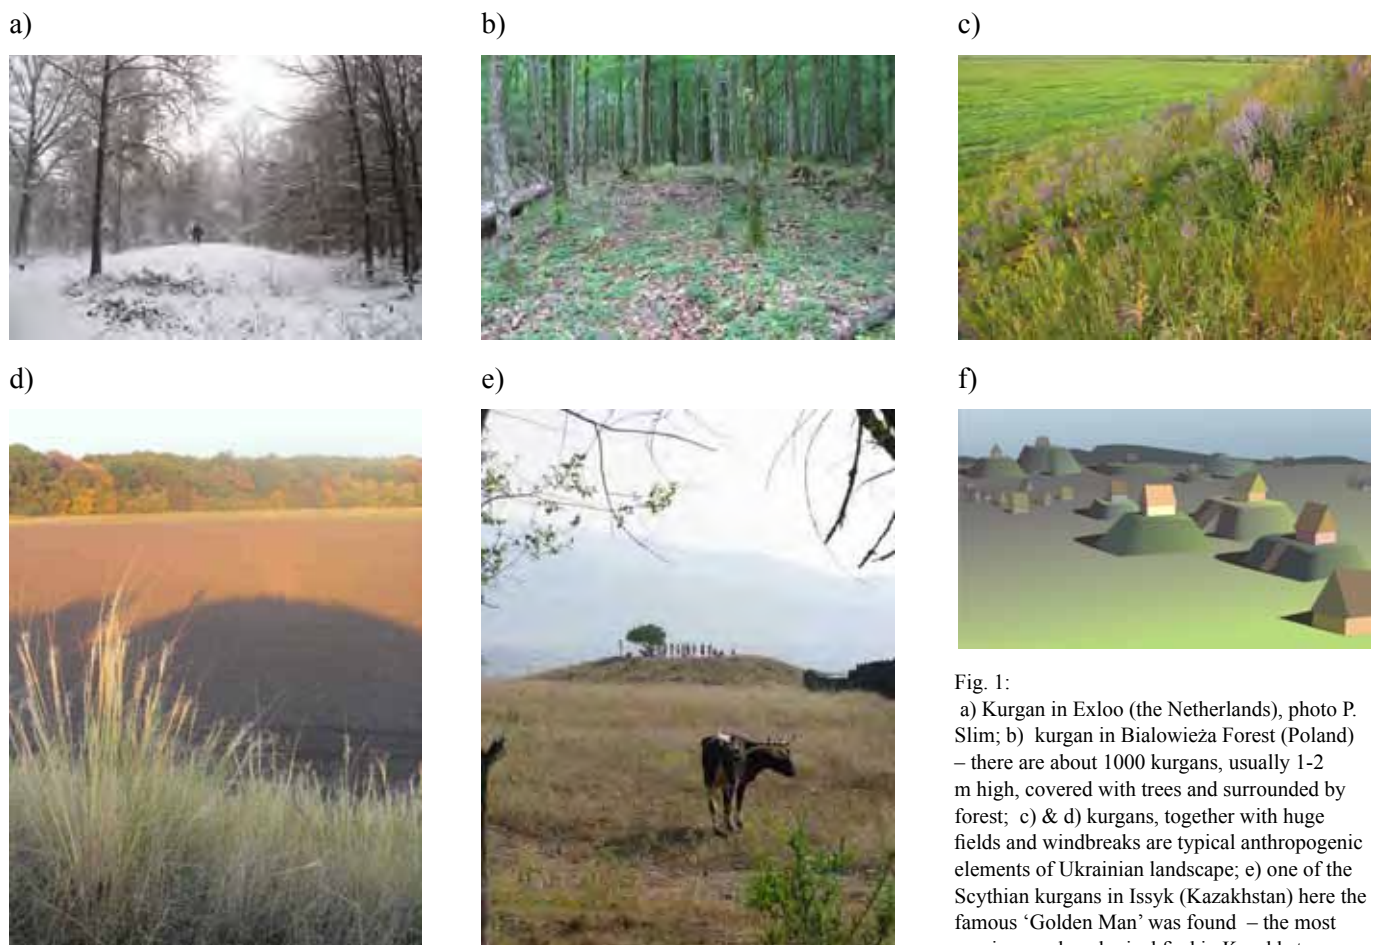 a)
b)
c)
d)
e)
f)
Fig. 1:
a) Kurgan in Exloo (the Netherlands), photo P.
Slim; b) kurgan in Bialowieża Forest (Poland)
– there are about 1000 kurgans, usually 1-2
m high, covered with trees and surrounded by
forest; c) & d) kurgans, together with huge
fields and windbreaks are typical anthropogenic
elements of Ukrainian landscape; e) one of the
Scythian kurgans in Issyk (Kazakhstan) here the
famous ‘Golden Man’ was found – the most